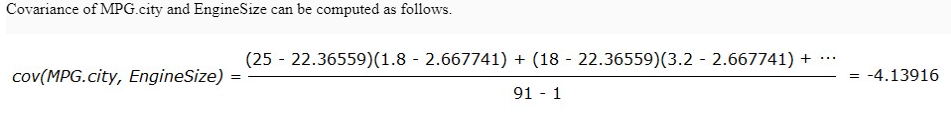 Covariance of MPG.city and EngineSize can be computed as follows.
(25 - 22.36559)(1.8 - 2.667741) + (18 - 22.36559)(3.2 - 2.667741) + ⋯
cov(MPG.city, EngineSize) = = -4.13916
91 - 1